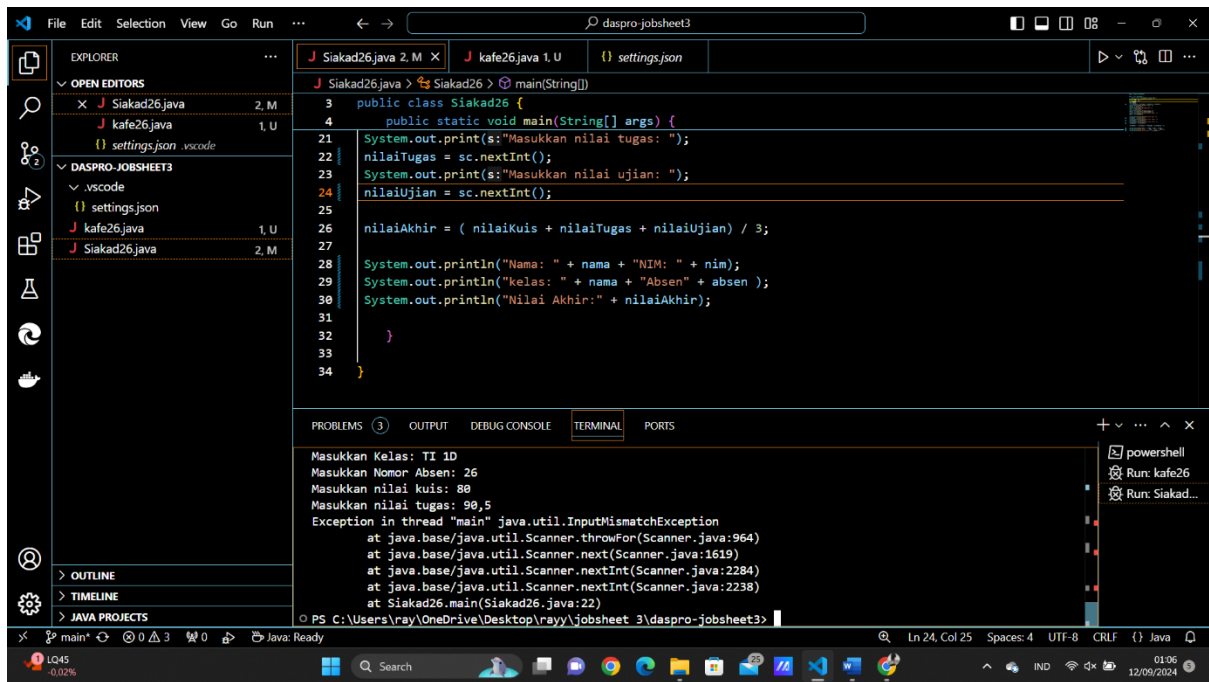 File Edit Selection View Go Run ··· ← → daspro-jobsheet3
EXPLORER ···
OPEN EDITORS
× J Siakad26.java 2, M
J kafe26.java 1, U
{} settings.json .vscode
DASPRO-JOBSHEET3
.vscode
{} settings.json
J kafe26.java 1, U
J Siakad26.java 2, M
OUTLINE
TIMELINE
JAVA PROJECTS
2
J Siakad26.java 2, M × J kafe26.java 1, U {} settings.json
J Siakad26.java > Siakad26 > main(String[])
3 public class Siakad26 {
4 public static void main(String[] args) {
21 System.out.print(s:"Masukkan nilai tugas: ");
22 nilaiTugas = sc.nextInt();
23 System.out.print(s:"Masukkan nilai ujian: ");
24 nilaiUjian = sc.nextInt();
25
26 nilaiAkhir = ( nilaiKuis + nilaiTugas + nilaiUjian) / 3;
27
28 System.out.println("Nama: " + nama + "NIM: " + nim);
29 System.out.println("kelas: " + nama + "Absen" + absen );
30 System.out.println("Nilai Akhir:" + nilaiAkhir);
31
32 }
33
34 }
PROBLEMS 3 OUTPUT DEBUG CONSOLE TERMINAL PORTS
Masukkan Kelas: TI 1D
Masukkan Nomor Absen: 26
Masukkan nilai kuis: 80
Masukkan nilai tugas: 90,5
Exception in thread "main" java.util.InputMismatchException
at java.base/java.util.Scanner.throwFor(Scanner.java:964)
at java.base/java.util.Scanner.next(Scanner.java:1619)
at java.base/java.util.Scanner.nextInt(Scanner.java:2284)
at java.base/java.util.Scanner.nextInt(Scanner.java:2238)
at Siakad26.main(Siakad26.java:22)
PS C:\Users\ray\OneDrive\Desktop\rayy\jobsheet 3\daspro-jobsheet3>
powershell
Run: kafe26
Run: Siakad...
main* 0 3 0 Java: Ready Ln 24, Col 25 Spaces: 4 UTF-8 CRLF {} Java
1 LQ45 Search 25 IND 01:06
-0,02% 12/09/2024 5